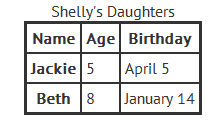 Shelly's Daughters
Name Age Birthday
Jackie 5 April 5
Beth 8 January 14